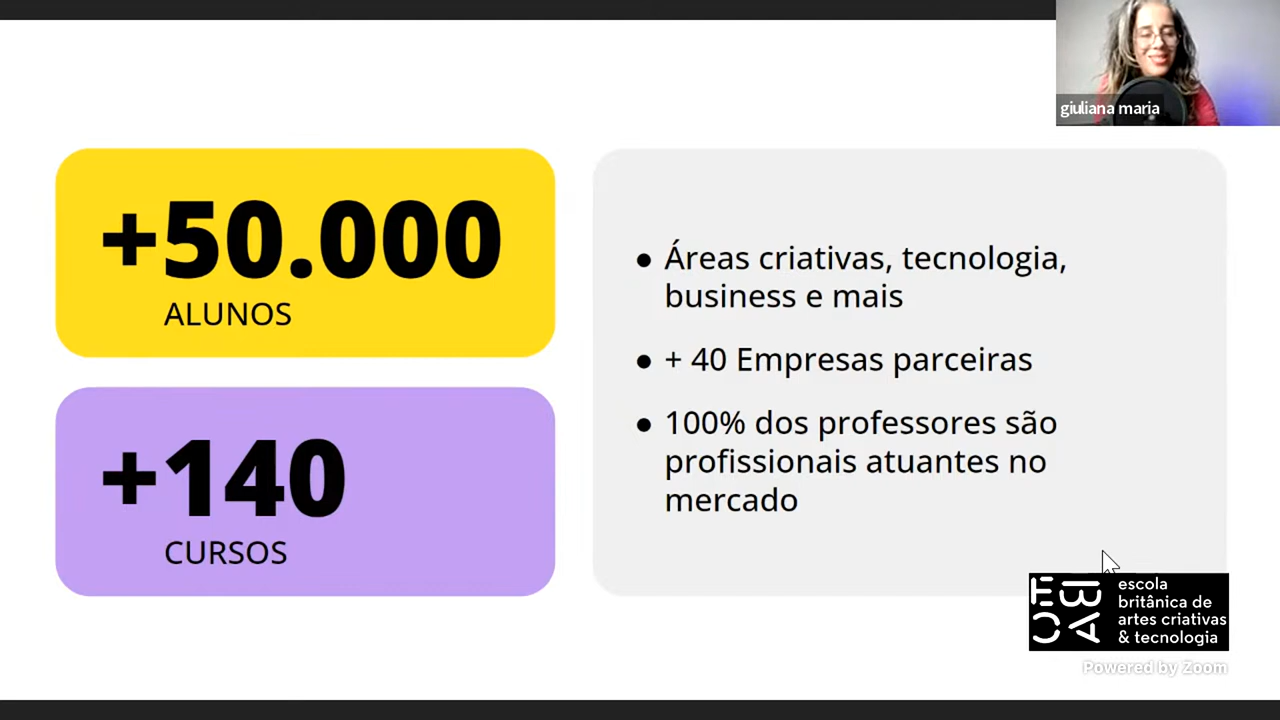 giuliana maria
+50.000
ALUNOS
+140
CURSOS
● Áreas criativas, tecnologia,
business e mais
● + 40 Empresas parceiras
● 100% dos professores são
profissionais atuantes no
mercado
EBAC
escola
britânica de
artes criativas
& tecnologia
Powered by Zoom